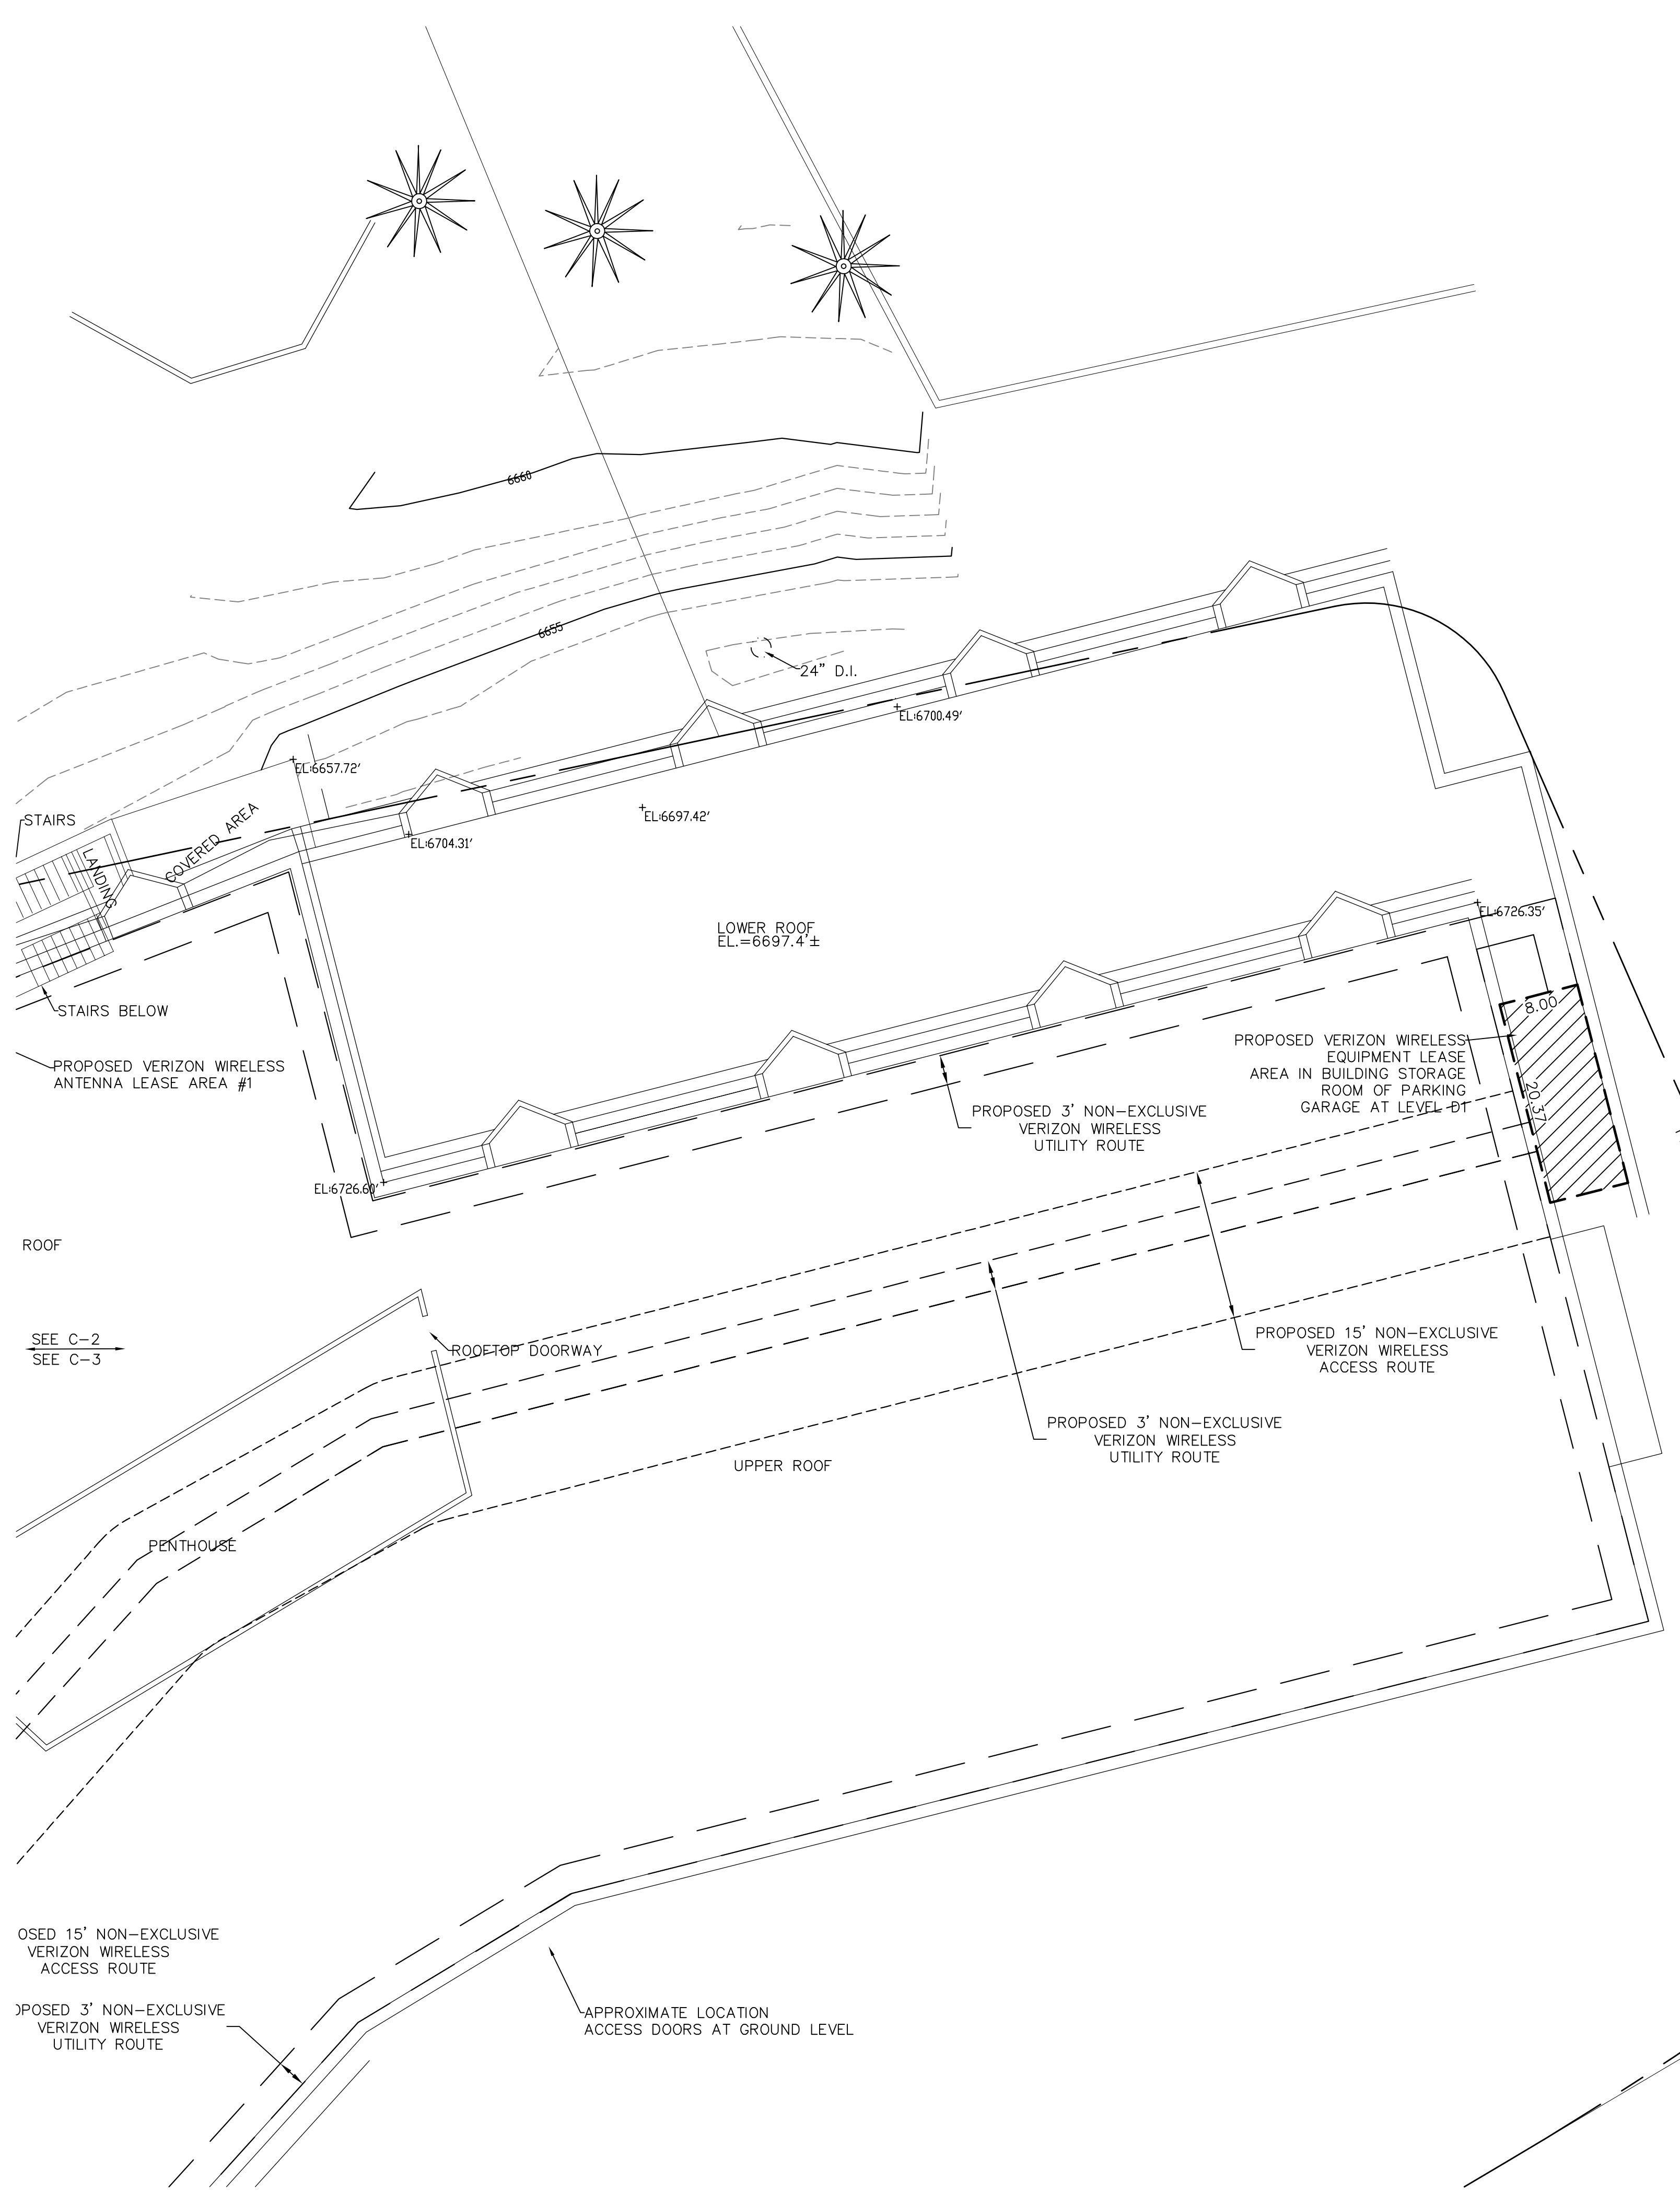 6660
6655
24" D.I.
EL:6700.49'
EL:6657.72'
STAIRS
COVERED AREA
LANDING
EL:6697.42'
EL:6704.31'
LOWER ROOF
EL.=6697.4'±
EL:6726.35'
STAIRS BELOW
8.00
20.37
PROPOSED VERIZON WIRELESS
EQUIPMENT LEASE
AREA IN BUILDING STORAGE
ROOM OF PARKING
GARAGE AT LEVEL D1
PROPOSED VERIZON WIRELESS
ANTENNA LEASE AREA #1
PROPOSED 3' NON-EXCLUSIVE
VERIZON WIRELESS
UTILITY ROUTE
EL:6726.60'
ROOF
SEE C-2
SEE C-3
ROOFTOP DOORWAY
PROPOSED 15' NON-EXCLUSIVE
VERIZON WIRELESS
ACCESS ROUTE
PROPOSED 3' NON-EXCLUSIVE
VERIZON WIRELESS
UTILITY ROUTE
UPPER ROOF
PENTHOUSE
OSED 15' NON-EXCLUSIVE
VERIZON WIRELESS
ACCESS ROUTE
OPOSED 3' NON-EXCLUSIVE
VERIZON WIRELESS
UTILITY ROUTE
APPROXIMATE LOCATION
ACCESS DOORS AT GROUND LEVEL